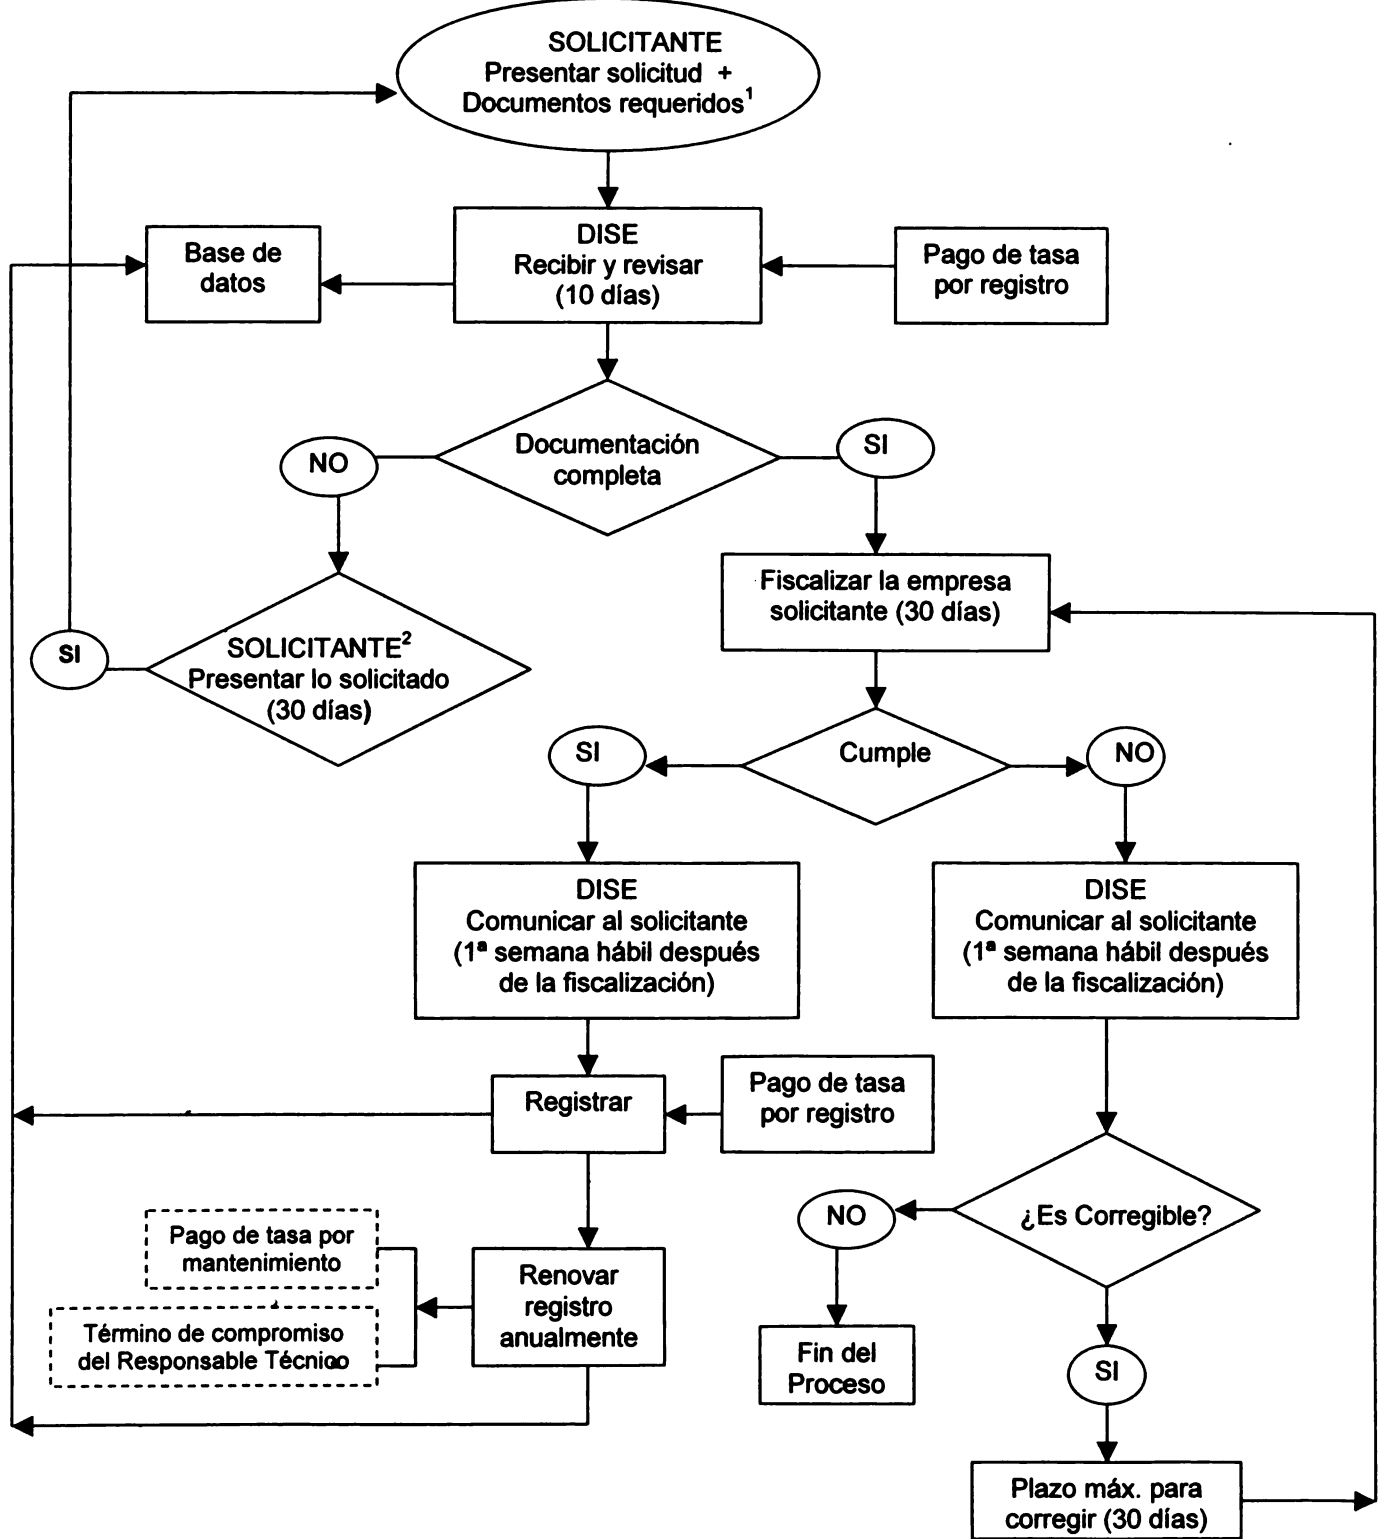 SOLICITANTE
Presentar solicitud +
Documentos requeridos¹
Base de
datos
DISE
Recibir y revisar
(10 días)
Pago de tasa
por registro
Documentación
completa
NO
SI
Fiscalizar la empresa
solicitante (30 días)
SI
SOLICITANTE²
Presentar lo solicitado
(30 días)
SI
Cumple
NO
DISE
Comunicar al solicitante
(1ª semana hábil después
de la fiscalización)
DISE
Comunicar al solicitante
(1ª semana hábil después
de la fiscalización)
Registrar
Pago de tasa
por registro
NO
¿Es Corregible?
Pago de tasa por
mantenimiento
Término de compromiso
del Responsable Técnico
Renovar
registro
anualmente
Fin del
Proceso
SI
Plazo máx. para
corregir (30 días)